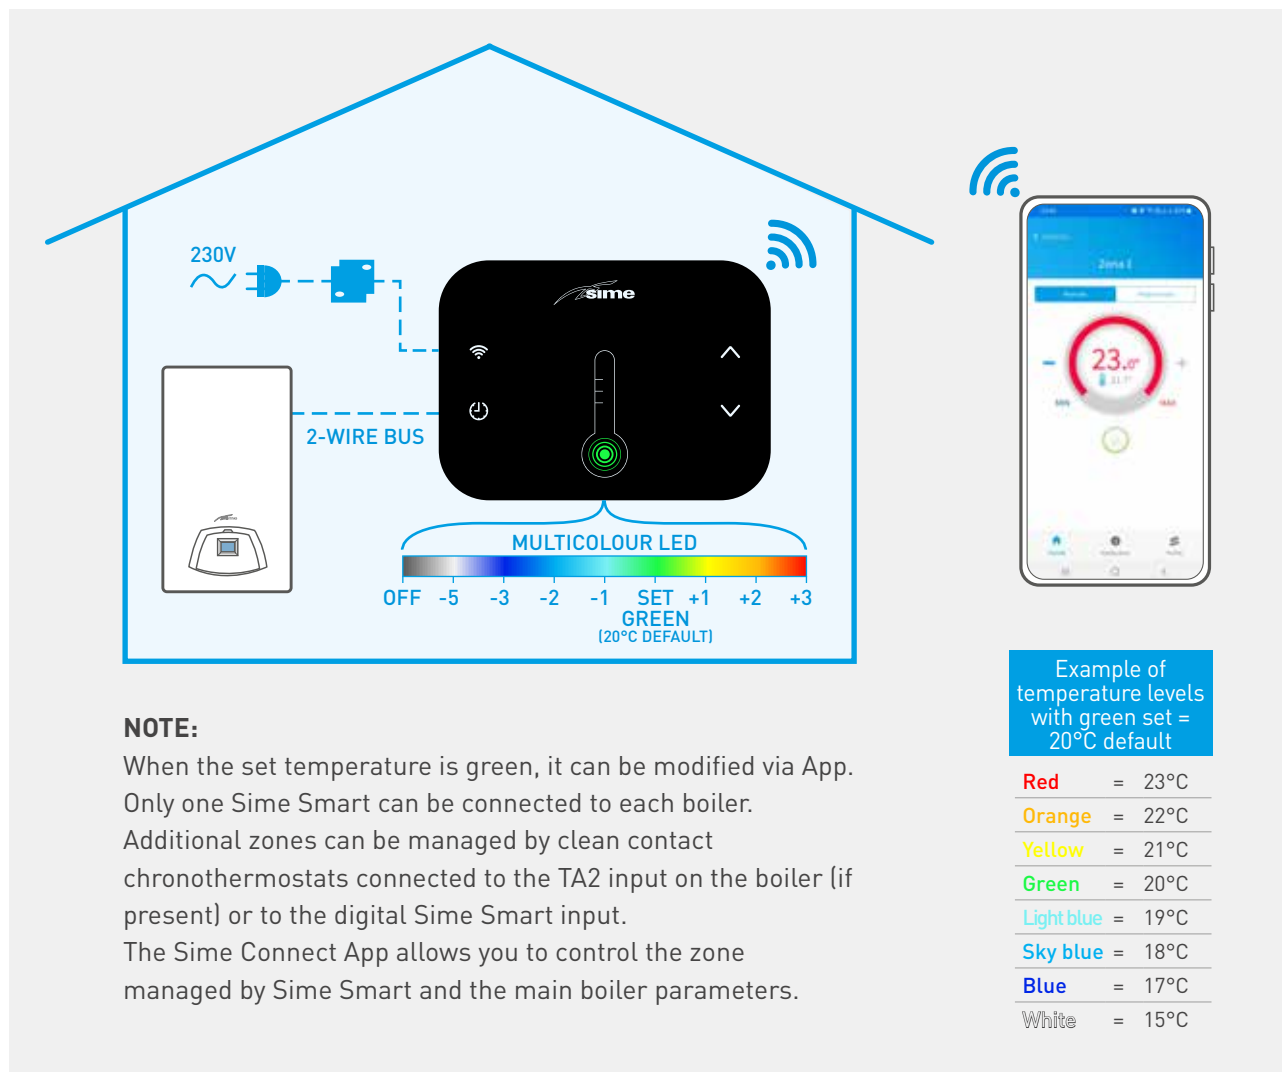 230V
sime
2-WIRE BUS
MULTICOLOUR LED
OFF -5 -3 -2 -1 SET +1 +2 +3
GREEN
(20°C DEFAULT)
Zona 1
23.0°
MIN MAX
NOTE:
When the set temperature is green, it can be modified via App.
Only one Sime Smart can be connected to each boiler.
Additional zones can be managed by clean contact
chronothermostats connected to the TA2 input on the boiler (if
present) or to the digital Sime Smart input.
The Sime Connect App allows you to control the zone
managed by Sime Smart and the main boiler parameters.
Example of
temperature levels
with green set =
20°C default
Red = 23°C
Orange = 22°C
Yellow = 21°C
Green = 20°C
Light blue = 19°C
Sky blue = 18°C
Blue = 17°C
White = 15°C